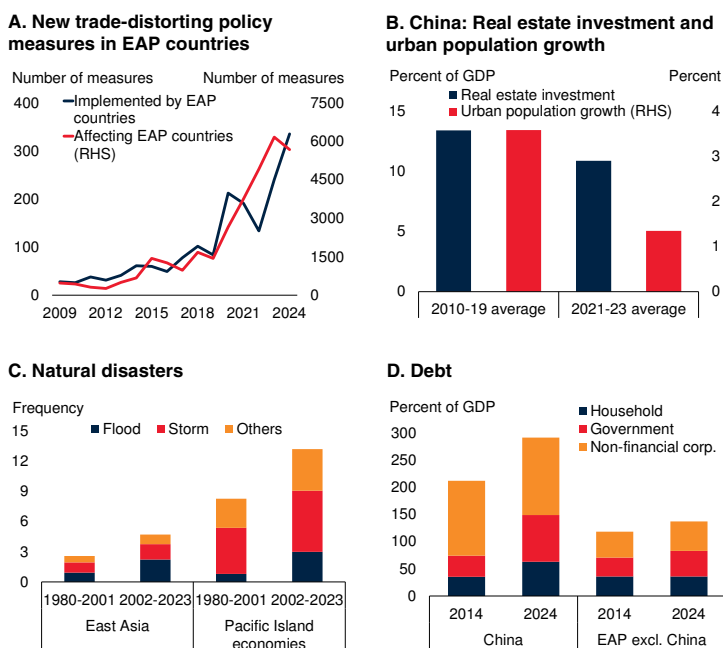 A. New trade-distorting policy
measures in EAP countries
Number of measures
Number of measures
400
300
200
100
0
7500
6000
4500
3000
1500
0
Implemented by EAP
countries
Affecting EAP countries
(RHS)
2009 2012 2015 2018 2021 2024
B. China: Real estate investment and
urban population growth
Percent of GDP
Percent
15
10
5
0
4
3
2
1
0
Real estate investment
Urban population growth (RHS)
2010-19 average
2021-23 average
C. Natural disasters
Frequency
15
12
9
6
3
0
Flood
Storm
Others
1980-2001 2002-2023 1980-2001 2002-2023
East Asia
Pacific Island
economies
D. Debt
Percent of GDP
300
250
200
150
100
50
0
Household
Government
Non-financial corp.
2014 2024 2014 2024
China
EAP excl. China